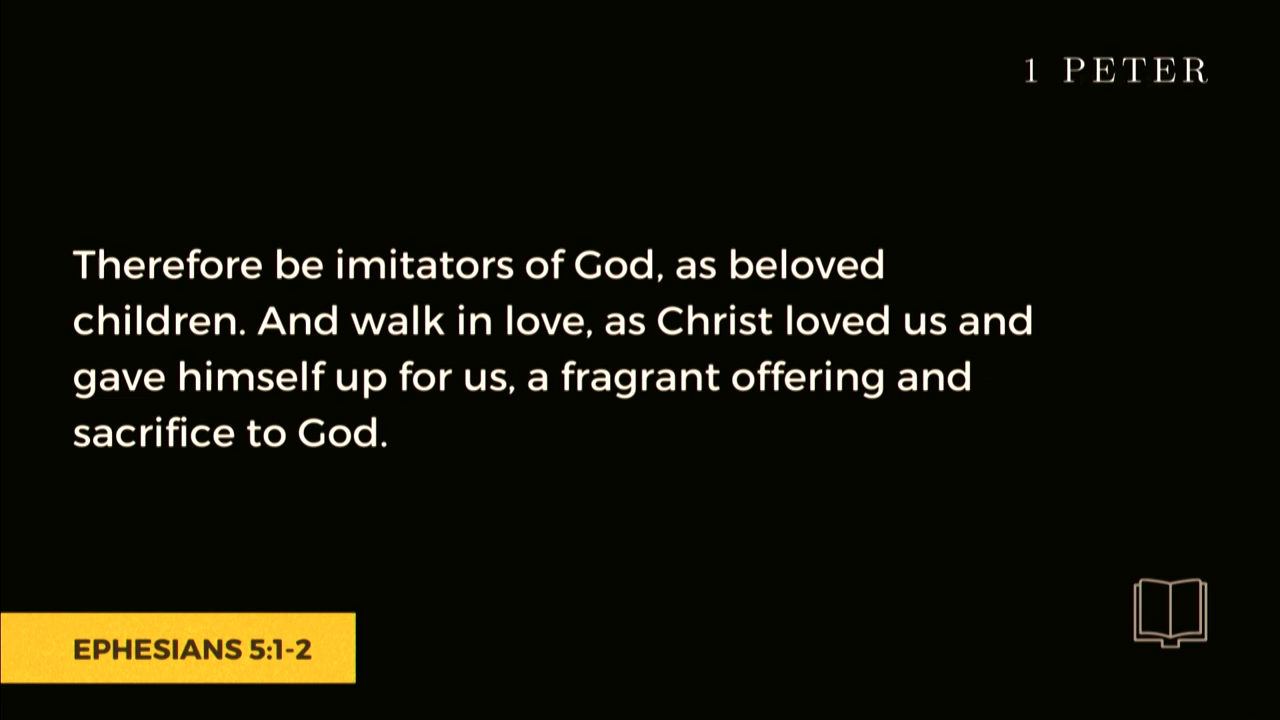 1 PETER
Therefore be imitators of God, as beloved
children. And walk in love, as Christ loved us and
gave himself up for us, a fragrant offering and
sacrifice to God.
EPHESIANS 5:1-2